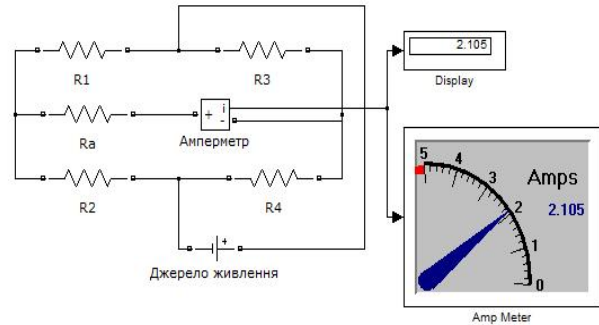 R1
R3
2.105
Display
Ra
+
i
-
Амперметр
R2
R4
+
Джерело живлення
5
4
3
2
1
0
Amps
2.105
Amp Meter